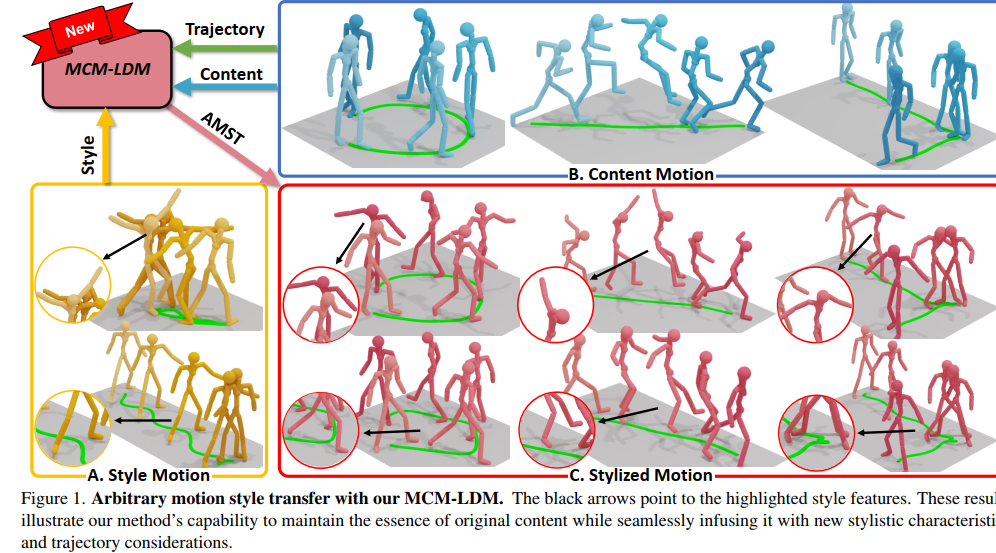 New
MCM-LDM
Trajectory
Content
AMST
Style
B. Content Motion
A. Style Motion
C. Stylized Motion
Figure 1. Arbitrary motion style transfer with our MCM-LDM. The black arrows point to the highlighted style features. These resul
illustrate our method's capability to maintain the essence of original content while seamlessly infusing it with new stylistic characteristi
and trajectory considerations.